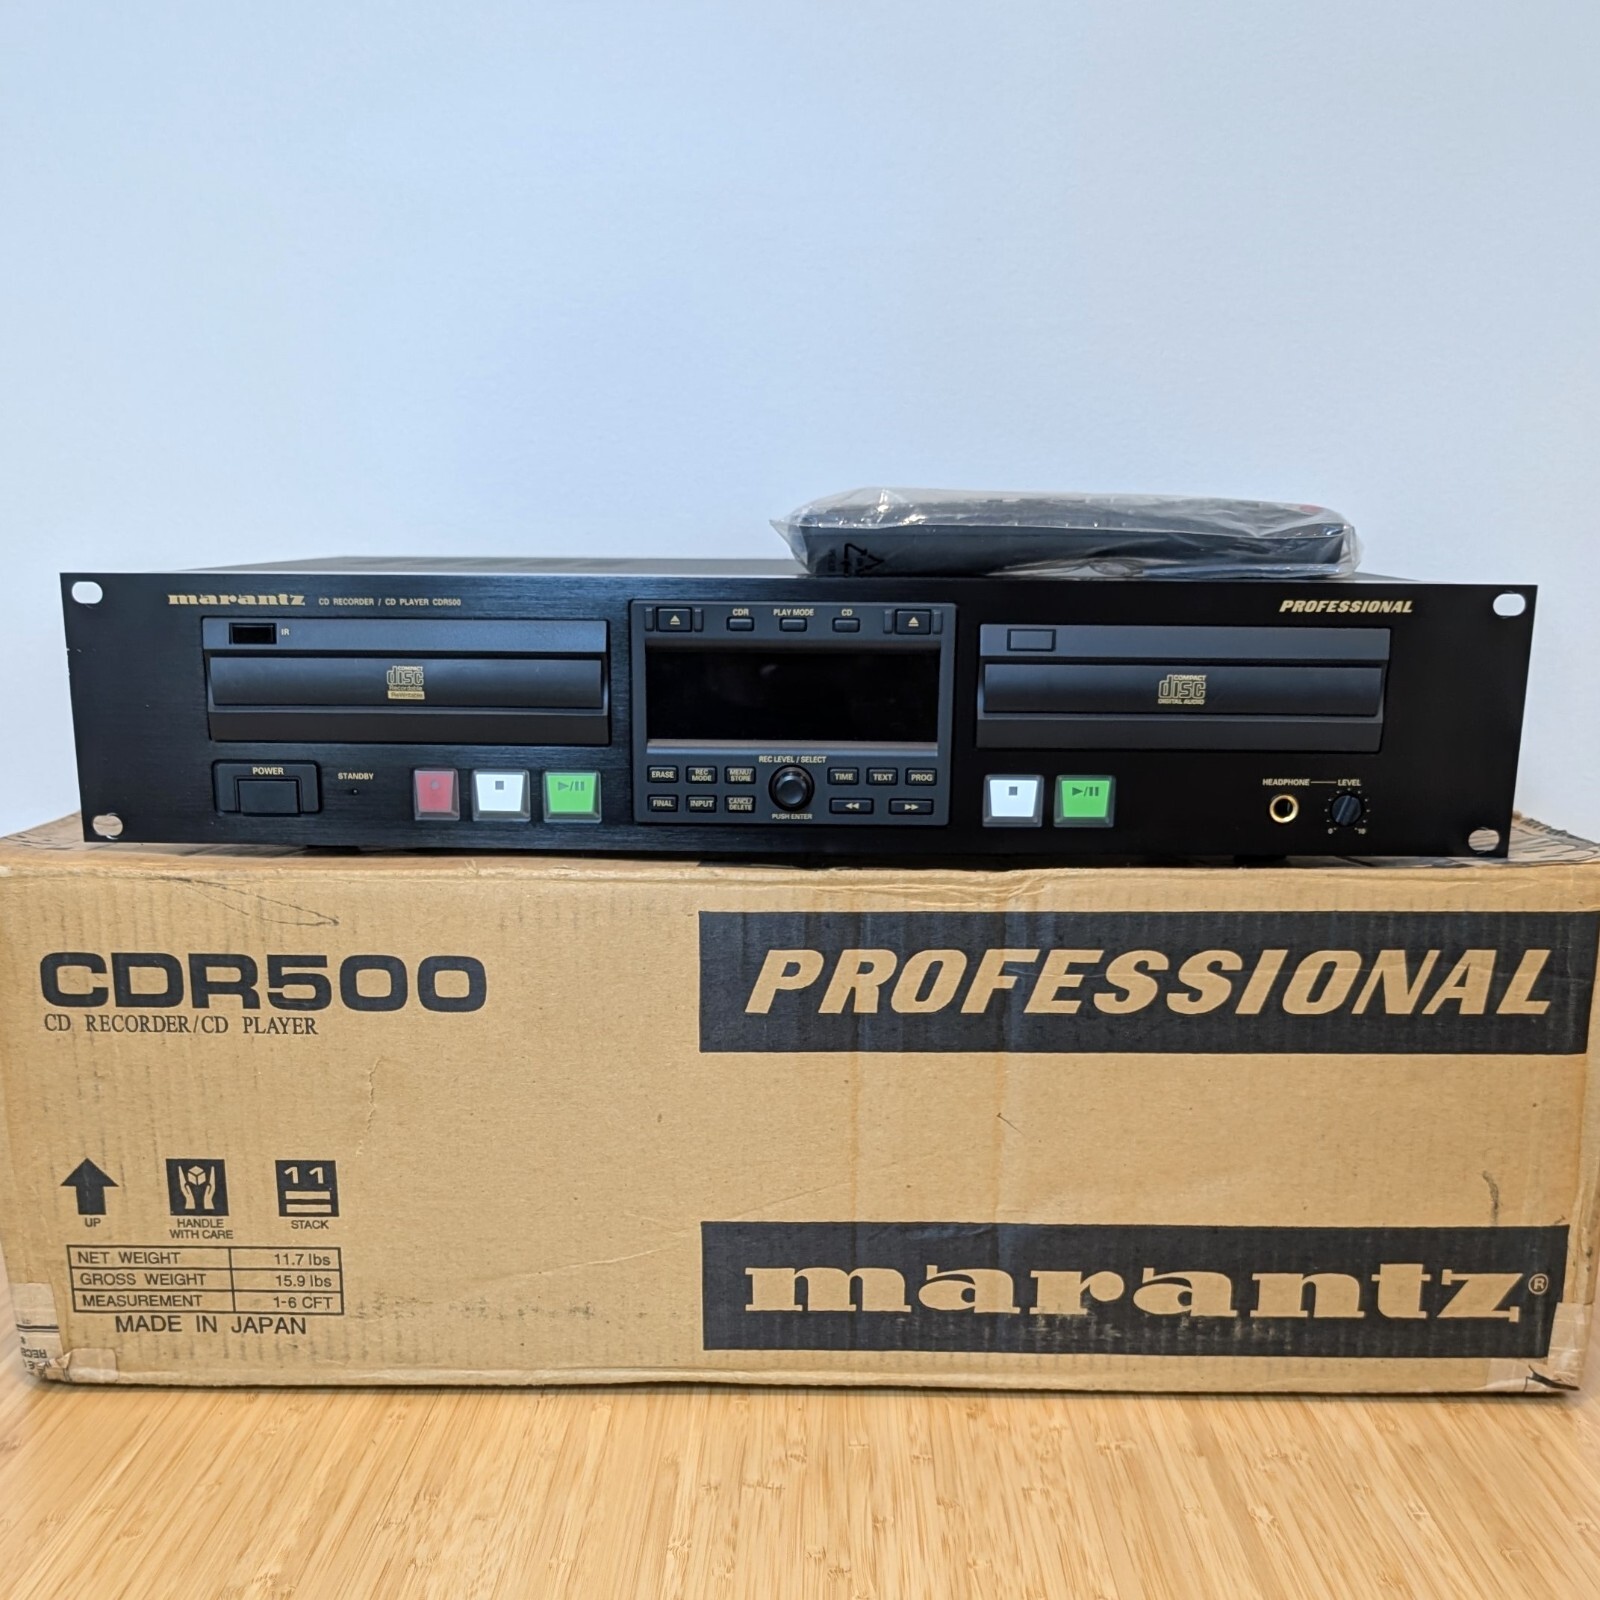 marantz CD RECORDER / CD PLAYER CDR500
PROFESSIONAL
IR
COMPACT
disc
Recordable
ReWritable
CDR PLAY MODE CD
COMPACT
disc
DIGITAL AUDIO
POWER
STANDBY
REC LEVEL / SELECT
ERASE
REC MODE
MENU/ STORE
TIME
TEXT
PROG
FINAL
INPUT
CANCL/ DELETE
PUSH ENTER
HEADPHONE LEVEL
0 10
CDR500
CD RECORDER/CD PLAYER
PROFESSIONAL
UP
HANDLE
WITH CARE
11
STACK
NET WEIGHT 11.7 lbs
GROSS WEIGHT 15.9 lbs
MEASUREMENT 1-6 CFT
MADE IN JAPAN
marantz®